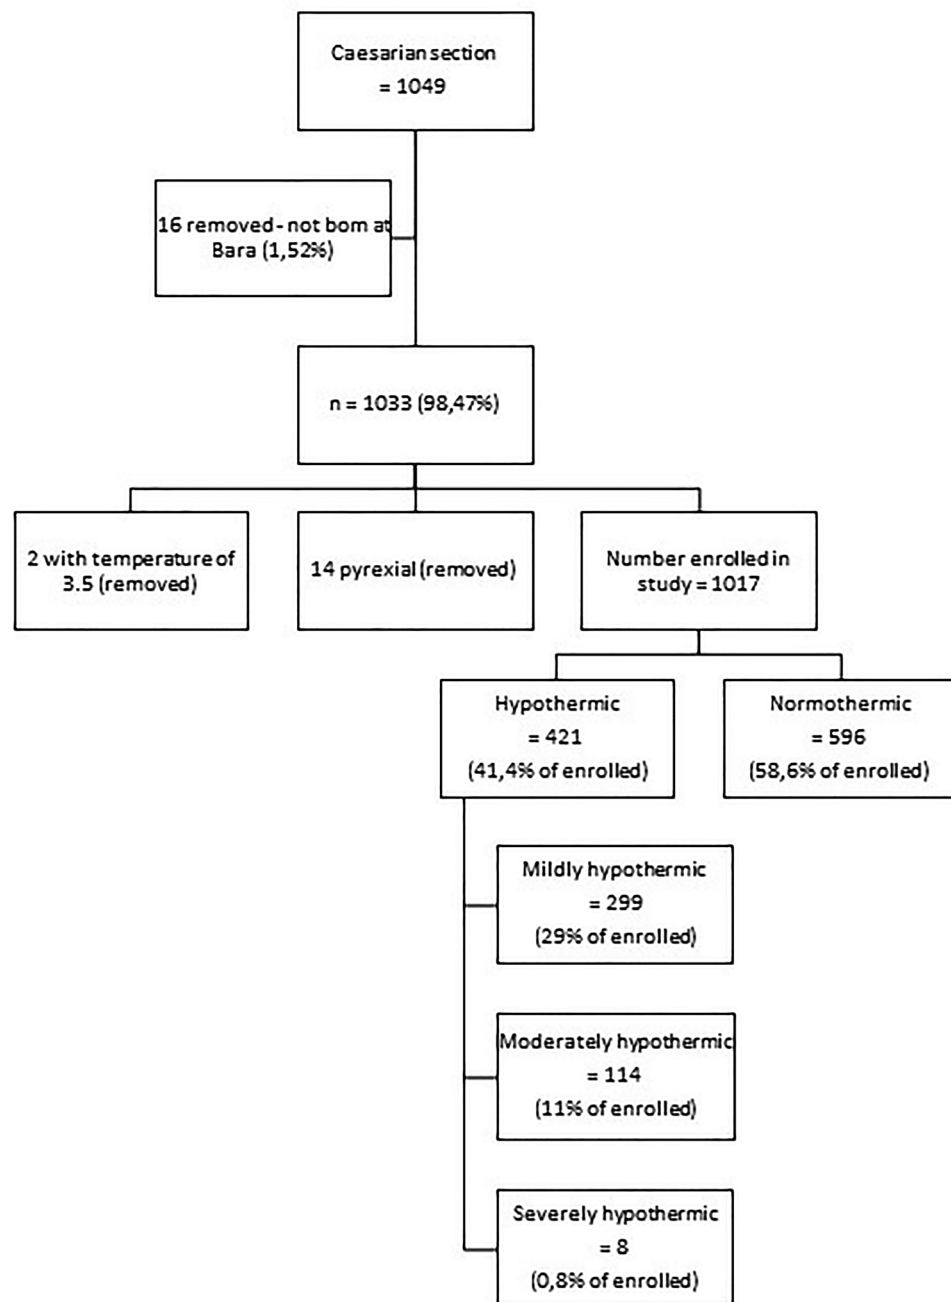 Caesarian section
= 1049
16 removed - not bom at
Bara (1,52%)
n = 1033 (98,47%)
2 with temperature of
3.5 (removed)
14 pyrexial (removed)
Number enrolled in
study = 1017
Hypothermic
= 421
(41,4% of enrolled)
Normothermic
= 596
(58,6% of enrolled)
Mildly hypothermic
= 299
(29% of enrolled)
Moderately hypothermic
= 114
(11% of enrolled)
Severely hypothermic
= 8
(0,8% of enrolled)